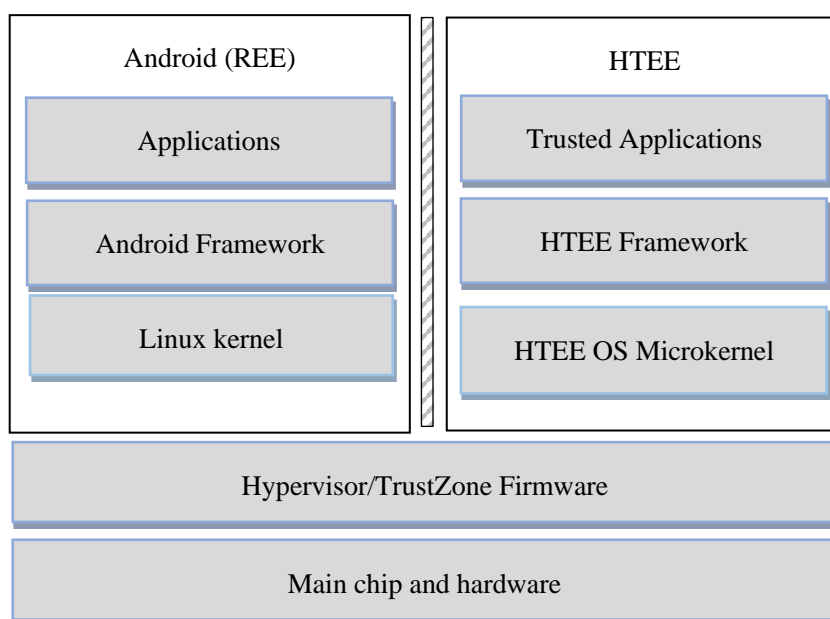 Android (REE)
Applications
Android Framework
Linux kernel
HTEE
Trusted Applications
HTEE Framework
HTEE OS Microkernel
Hypervisor/TrustZone Firmware
Main chip and hardware